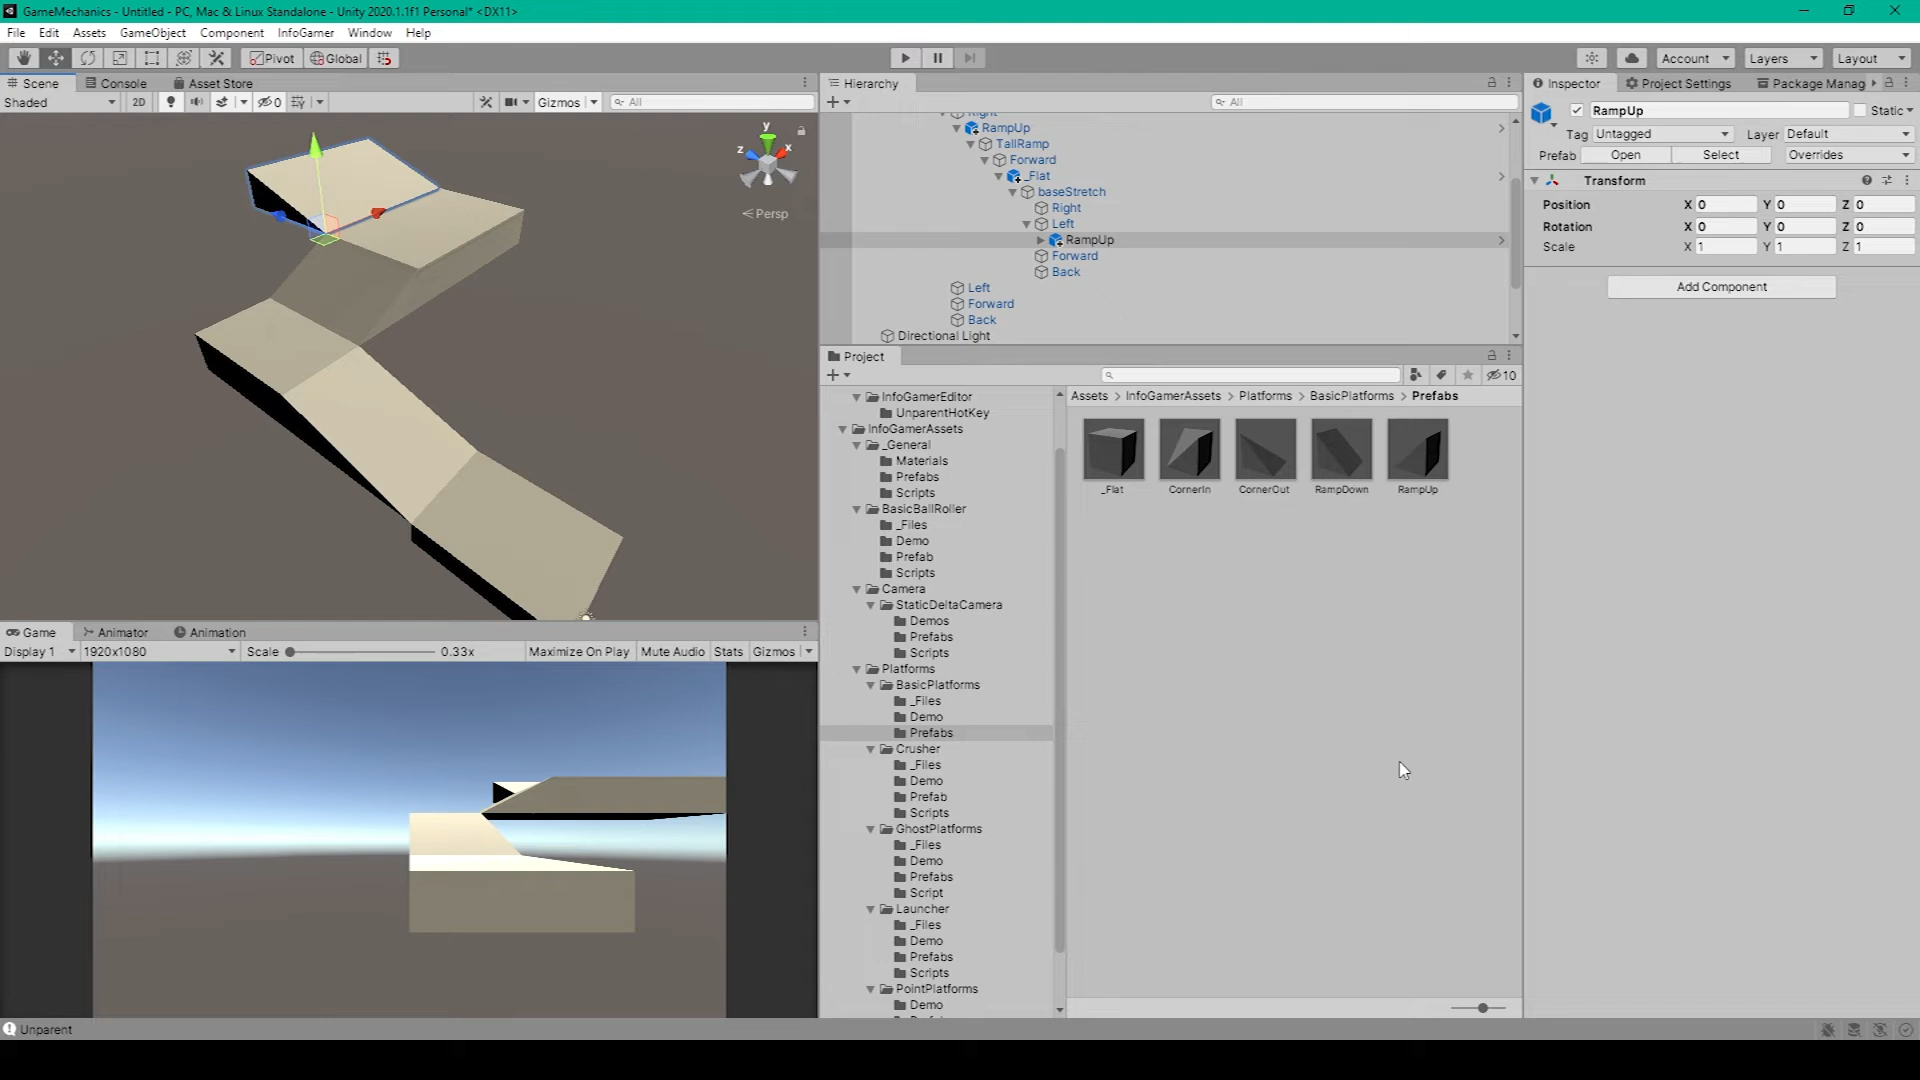 GameMechanics - Untitled - PC, Mac & Linux Standalone - Unity 2020.1.1f1 Personal* <DX11>
File Edit Assets GameObject Component InfoGamer Window Help
Pivot Global Account Layers Layout
Scene Console Asset Store
Shaded 2D 0 Gizmos All
y
z x
Persp
Hierarchy
All
Right
RampUp
TallRamp
Forward
_Flat
baseStretch
Right
Left
RampUp
Forward
Back
Left
Forward
Back
Directional Light
Inspector Project Settings Package Manag
RampUp Static
Tag Untagged Layer Default
Prefab Open Select Overrides
Transform
Position X 0 Y 0 Z 0
Rotation X 0 Y 0 Z 0
Scale X 1 Y 1 Z 1
Add Component
Project
10
InfoGamerEditor
UnparentHotKey
InfoGamerAssets
_General
Materials
Prefabs
Scripts
BasicBallRoller
_Files
Demo
Prefab
Scripts
Camera
StaticDeltaCamera
Demos
Prefabs
Scripts
Platforms
BasicPlatforms
_Files
Demo
Prefabs
Crusher
_Files
Demo
Prefab
Scripts
GhostPlatforms
_Files
Demo
Prefabs
Script
Launcher
_Files
Demo
Prefabs
Scripts
PointPlatforms
Demo
Assets > InfoGamerAssets > Platforms > BasicPlatforms > Prefabs
_Flat CornerIn CornerOut RampDown RampUp
Game Animator Animation
Display 1 1920x1080 Scale 0.33x Maximize On Play Mute Audio Stats Gizmos
Unparent